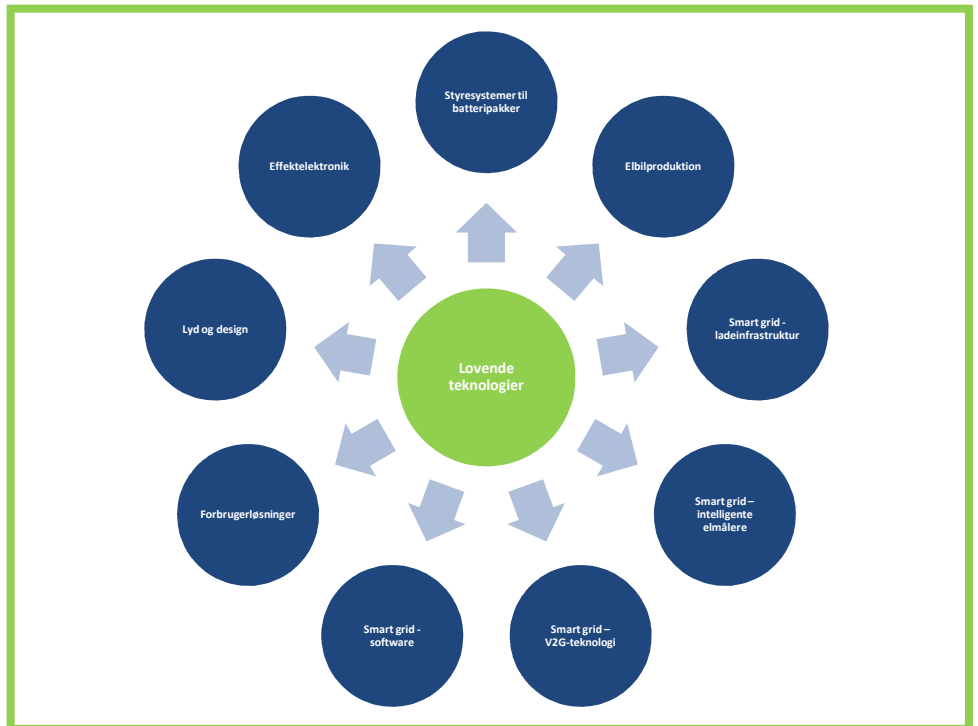 Styresystemer til
batteripakker
Effektelektronik
Elbilproduktion
Lyd og design
Smart grid -
ladeinfrastruktur
Lovende
teknologier
Forbrugerløsninger
Smart grid –
intelligente
elmålere
Smart grid -
software
Smart grid –
V2G-teknologi